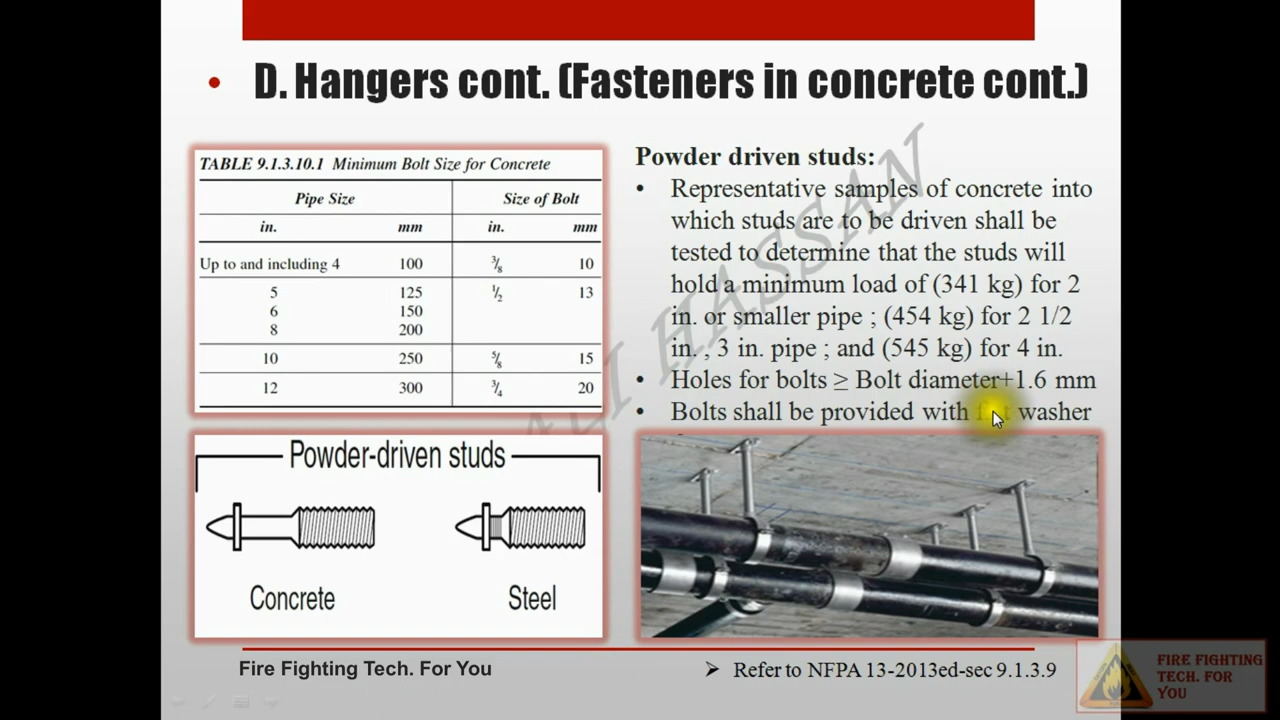 • D. Hangers cont. (Fasteners in concrete cont.)
TABLE 9.1.3.10.1 Minimum Bolt Size for Concrete
Pipe Size Size of Bolt
in. mm in. mm
Up to and including 4 100 3/8 10
5 125 1/2 13
6 150
8 200
10 250 5/8 15
12 300 3/4 20
Powder driven studs:
• Representative samples of concrete into
which studs are to be driven shall be
tested to determine that the studs will
hold a minimum load of (341 kg) for 2
in. or smaller pipe ; (454 kg) for 2 1/2
in. , 3 in. pipe ; and (545 kg) for 4 in.
• Holes for bolts ≥ Bolt diameter+1.6 mm
• Bolts shall be provided with washer
ALI HASSAN
Powder-driven studs
Concrete Steel
Fire Fighting Tech. For You
➢ Refer to NFPA 13-2013ed-sec 9.1.3.9
FIRE FIGHTING
TECH. FOR
YOU